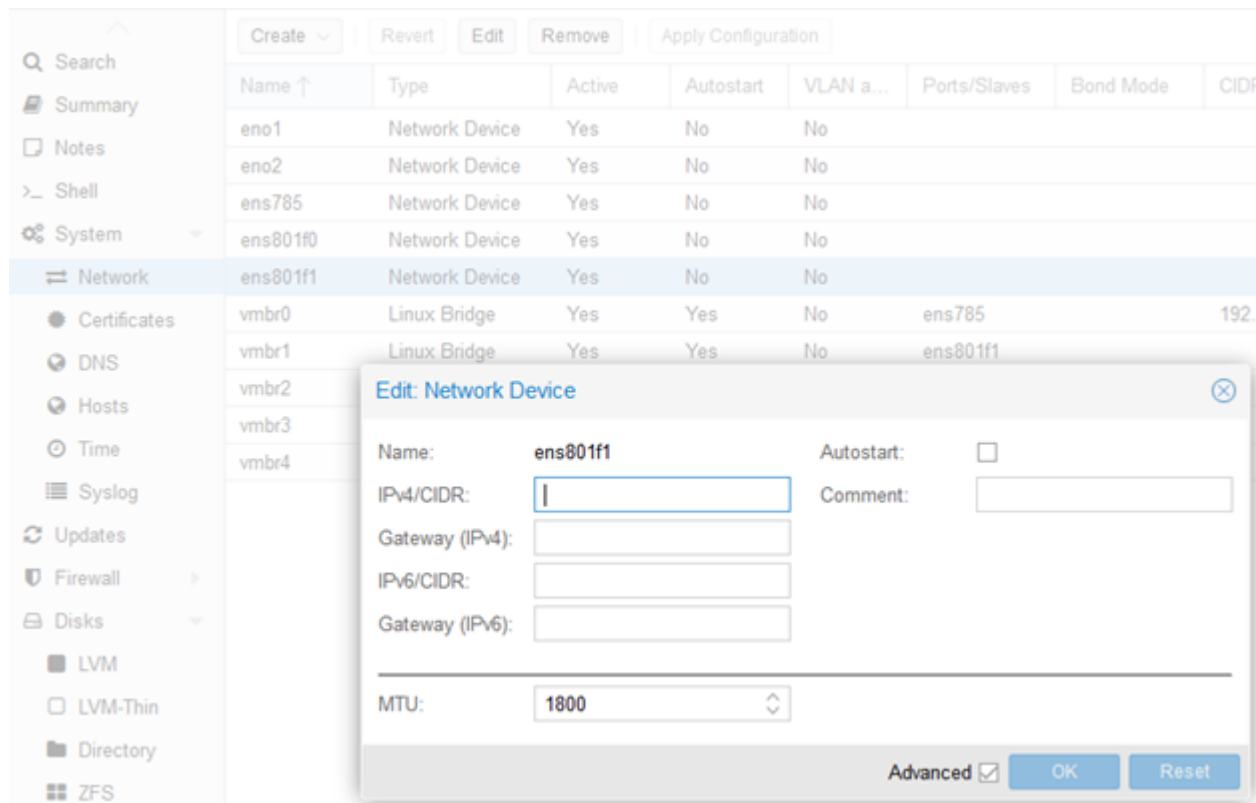 Create Revert Edit Remove Apply Configuration
Search
Summary
Notes
>_ Shell
System
Network
Certificates
DNS
Hosts
Time
Syslog
Updates
Firewall
Disks
LVM
LVM-Thin
Directory
ZFS
Name Type Active Autostart VLAN a... Ports/Slaves Bond Mode CIDR
eno1 Network Device Yes No No
eno2 Network Device Yes No No
ens785 Network Device Yes No No
ens801f0 Network Device Yes No No
ens801f1 Network Device Yes No No
vmbr0 Linux Bridge Yes Yes No ens785 192.
vmbr1 Linux Bridge Yes Yes No ens801f1
vmbr2
vmbr3
vmbr4
Edit: Network Device
Name: ens801f1 Autostart:
IPv4/CIDR: Comment:
Gateway (IPv4):
IPv6/CIDR:
Gateway (IPv6):
MTU: 1800
Advanced OK Reset